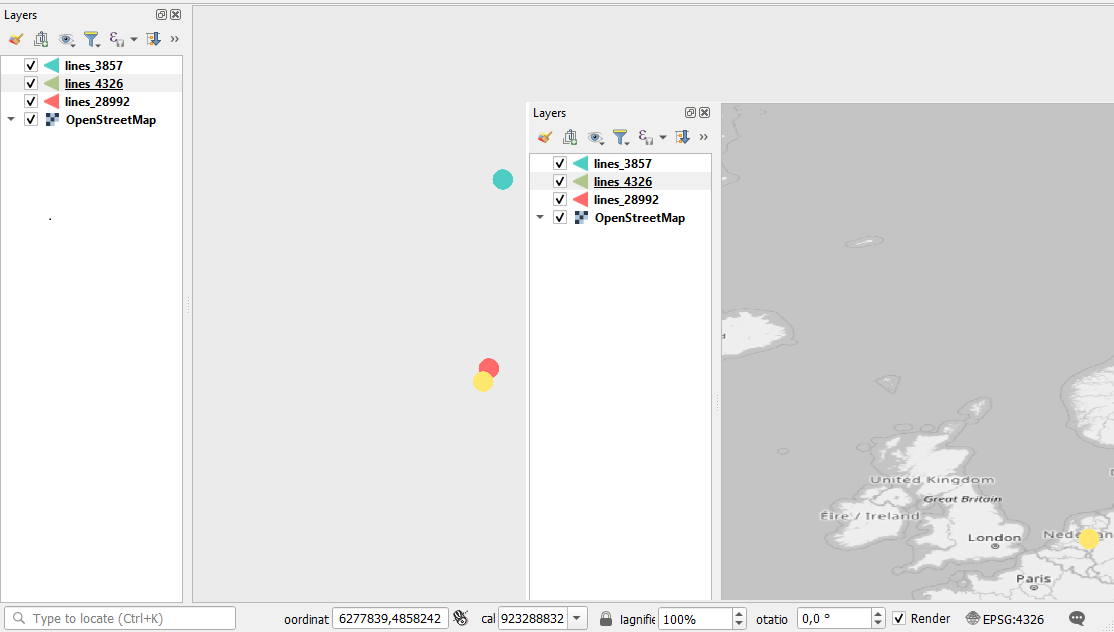 Layers
lines_3857
lines_4326
lines_28992
OpenStreetMap
Layers
lines_3857
lines_4326
lines_28992
OpenStreetMap
United Kingdom
Great Britain
Éire / Ireland
London
Paris
Type to locate (Ctrl+K)
oordinat 6277839,4858242 cal 923288832 lagnifie 100% otatio 0,0 ° Render EPSG:4326